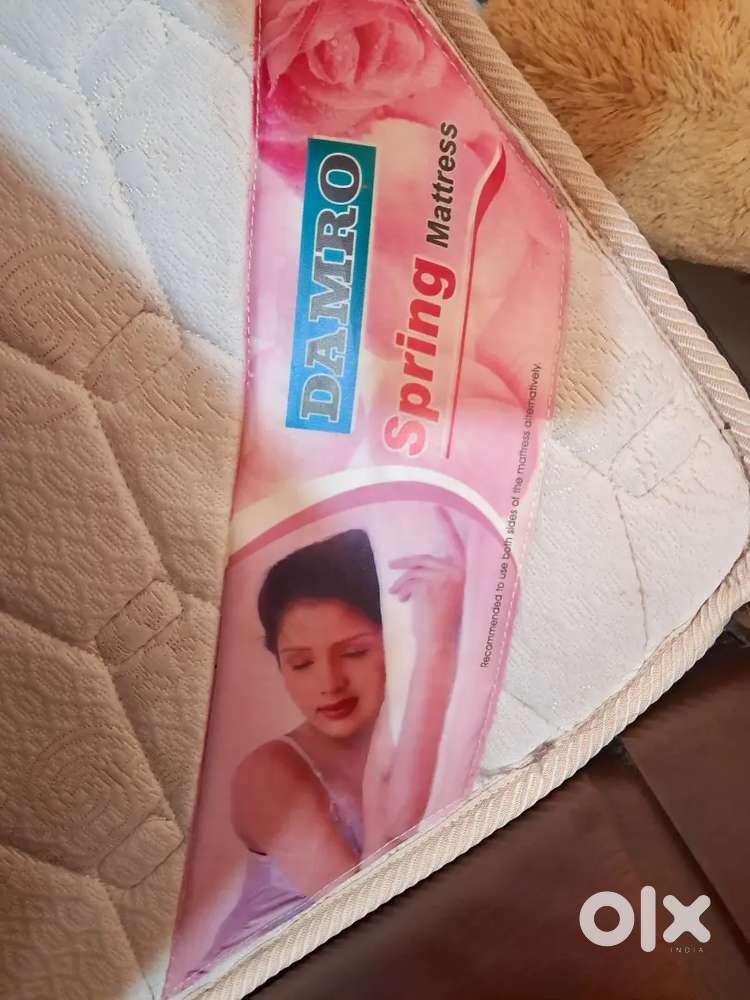 DAMRO
Spring Mattress
Recommended to use both sides of the mattress alternatively.
olx
INDIA